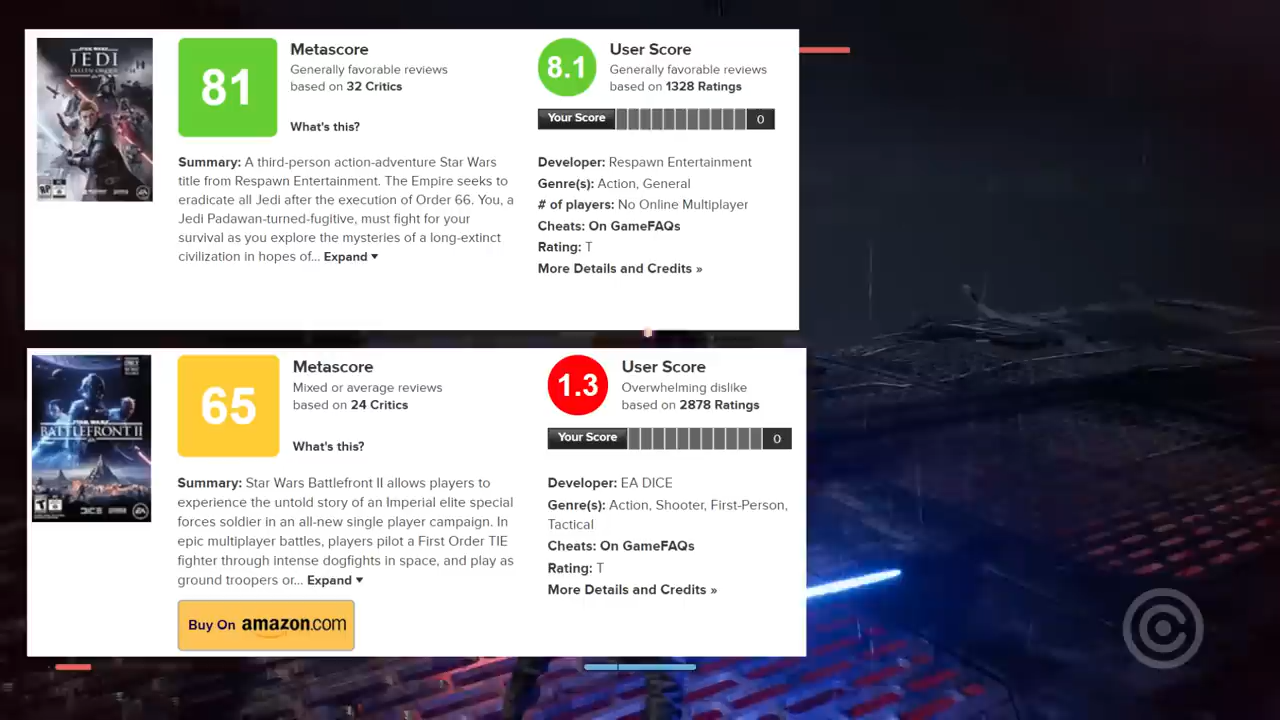 JEDI
FALLEN ORDER
81
Metascore
Generally favorable reviews
based on 32 Critics
What's this?
8.1
User Score
Generally favorable reviews
based on 1328 Ratings
Your Score
0
Summary: A third-person action-adventure Star Wars
title from Respawn Entertainment. The Empire seeks to
eradicate all Jedi after the execution of Order 66. You, a
Jedi Padawan-turned-fugitive, must fight for your
survival as you explore the mysteries of a long-extinct
civilization in hopes of... Expand
Developer: Respawn Entertainment
Genre(s): Action, General
# of players: No Online Multiplayer
Cheats: On GameFAQs
Rating: T
More Details and Credits »
STAR WARS
BATTLEFRONT II
65
Metascore
Mixed or average reviews
based on 24 Critics
What's this?
1.3
User Score
Overwhelming dislike
based on 2878 Ratings
Your Score
0
Summary: Star Wars Battlefront II allows players to
experience the untold story of an Imperial elite special
forces soldier in an all-new single player campaign. In
epic multiplayer battles, players pilot a First Order TIE
fighter through intense dogfights in space, and play as
ground troopers or... Expand
Buy On amazon.com
Developer: EA DICE
Genre(s): Action, Shooter, First-Person,
Tactical
Cheats: On GameFAQs
Rating: T
More Details and Credits »